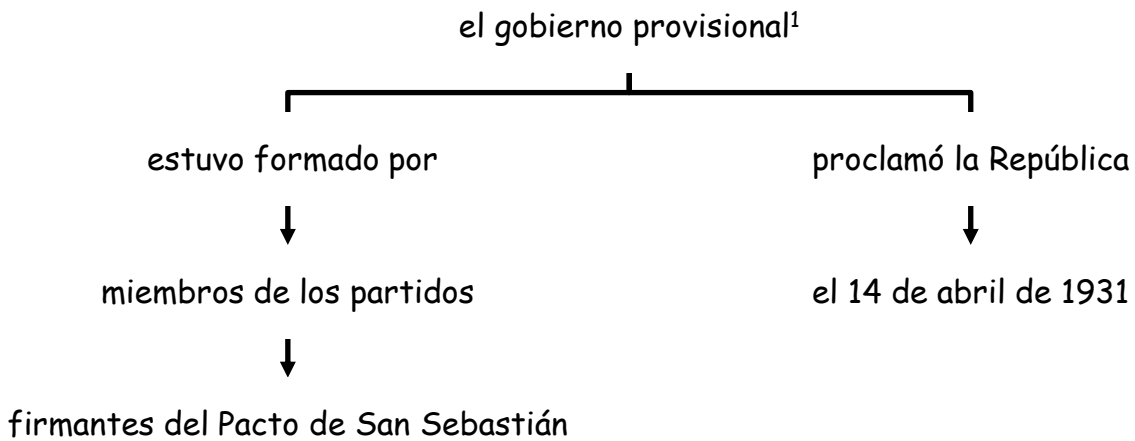 el gobierno provisional¹
estuvo formado por
proclamó la República
miembros de los partidos
el 14 de abril de 1931
firmantes del Pacto de San Sebastián